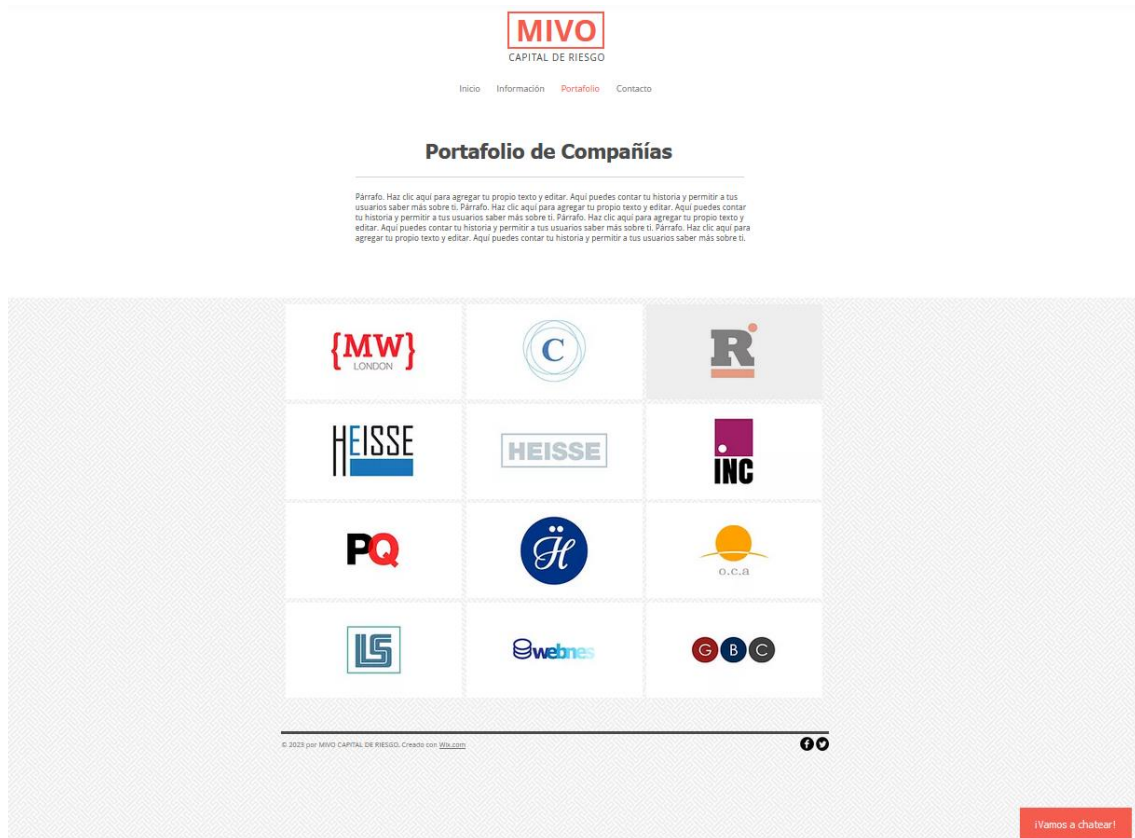 MIVO
CAPITAL DE RIESGO
Inicio Información Portafolio Contacto
Portafolio de Compañías
Párrafo. Haz clic aquí para agregar tu propio texto y editar. Aquí puedes contar tu historia y permitir a tus
usuarios saber más sobre ti. Párrafo. Haz clic aquí para agregar tu propio texto y editar. Aquí puedes contar
tu historia y permitir a tus usuarios saber más sobre ti. Párrafo. Haz clic aquí para agregar tu propio texto y
editar. Aquí puedes contar tu historia y permitir a tus usuarios saber más sobre ti. Párrafo. Haz clic aquí para
agregar tu propio texto y editar. Aquí puedes contar tu historia y permitir a tus usuarios saber más sobre ti.
{MW}
LONDON
C
R
HEISSE
HEISSE
INC
PQ
Ḧ
o.c.a
LS
webnes
G B C
© 2023 por MIVO CAPITAL DE RIESGO. Creado con Wix.com
¡Vamos a chatear!